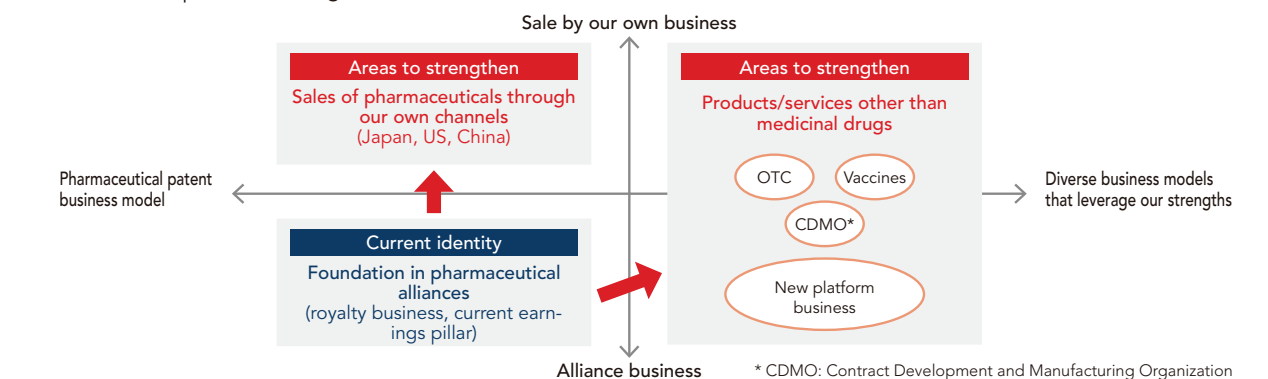 Sale by our own business
Areas to strengthen
Sales of pharmaceuticals through
our own channels
(Japan, US, China)
Areas to strengthen
Products/services other than
medicinal drugs
OTC
Vaccines
CDMO*
New platform
business
Pharmaceutical patent
business model
Diverse business models
that leverage our strengths
Current identity
Foundation in pharmaceutical
alliances
(royalty business, current earn-
ings pillar)
Alliance business
* CDMO: Contract Development and Manufacturing Organization